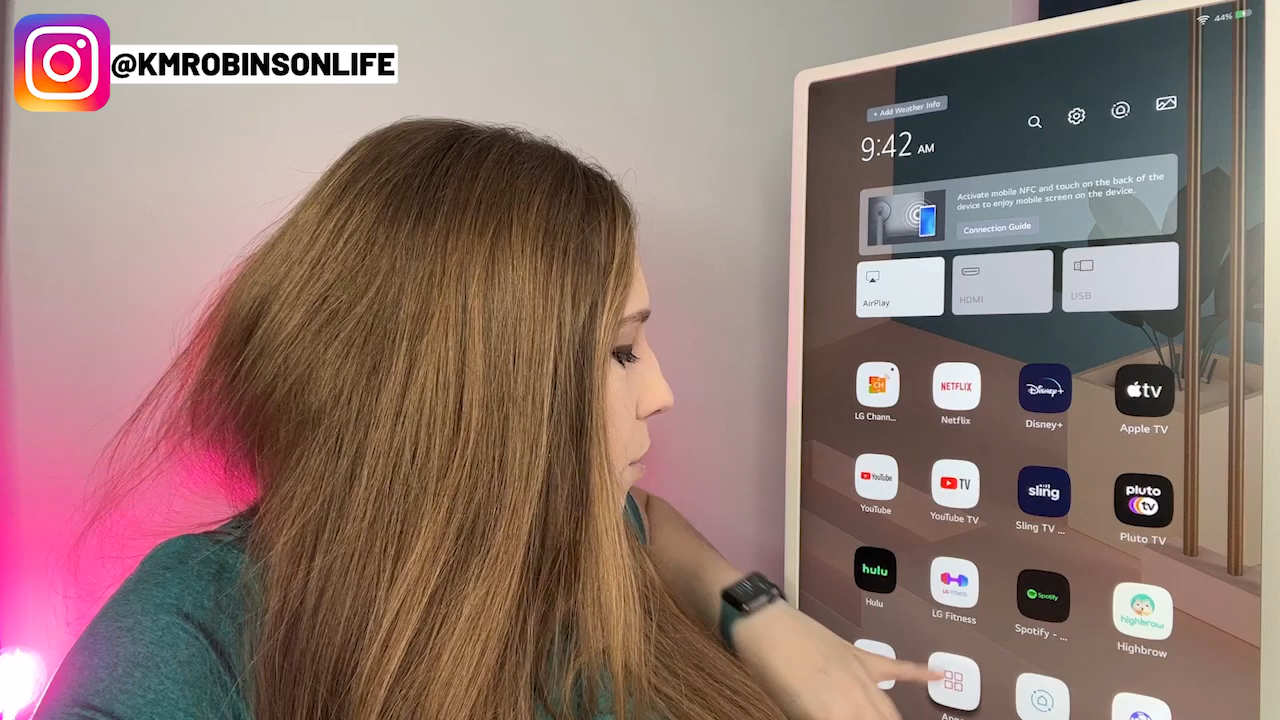 @KMROBINSONLIFE
44%
+ Add Weather Info
9:42 AM
Activate mobile NFC and touch on the back of the
device to enjoy mobile screen on the device.
Connection Guide
AirPlay
HDMI
USB
CH
NETFLIX
Disney+
tv
LG Chann...
Netflix
Disney+
Apple TV
YouTube
TV
sling
pluto
tv
YouTube
YouTube TV
Sling TV ...
Pluto TV
hulu
LG FITNESS
Spotify
highbrow
Hulu
LG Fitness
Spotify - ...
Highbrow